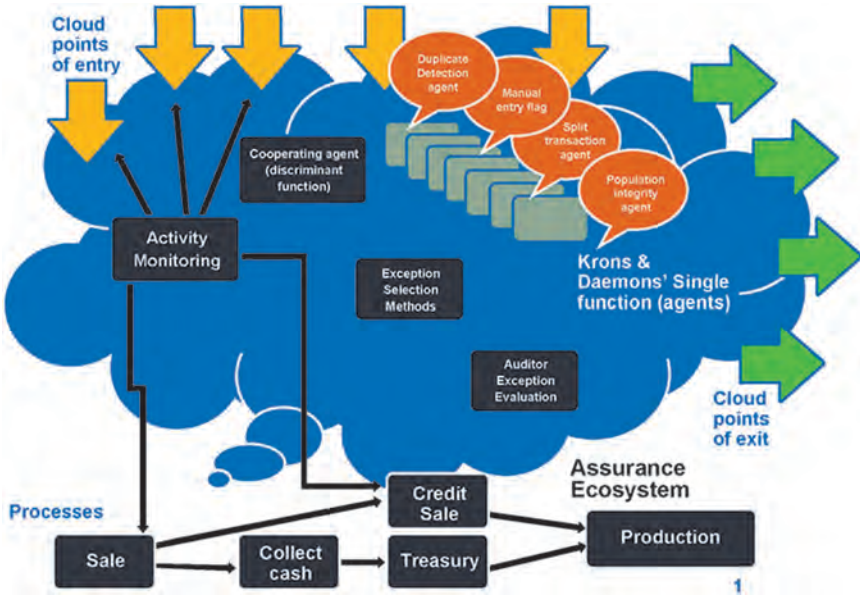 Cloud
points
of entry
Duplicate
Detection
agent
Manual
entry flag
Split
transaction
agent
Population
integrity
agent
Cooperating agent
(discriminant
function)
Activity
Monitoring
Exception
Selection
Methods
Krons &
Daemons’ Single
function (agents)
Auditor
Exception
Evaluation
Cloud
points
of exit
Assurance
Ecosystem
Processes
Credit
Sale
Sale
Collect
cash
Treasury
Production
1